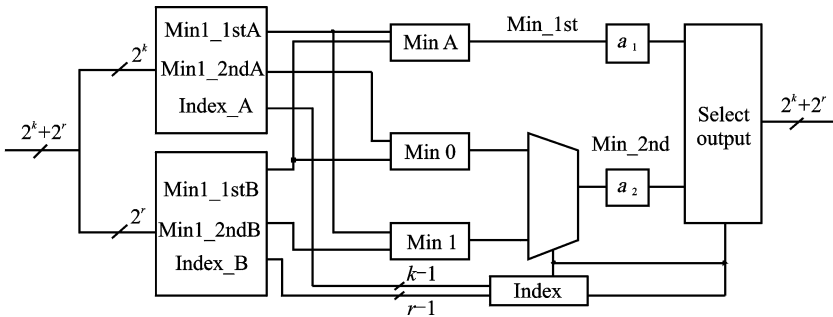 2^k+2^r
2^k
2^r
Min1_1stA
Min1_2ndA
Index_A
Min1_1stB
Min1_2ndB
Index_B
Min A
Min 0
Min 1
k−1
r−1
Index
Min_1st
a_1
Min_2nd
a_2
Select
output
2^k+2^r